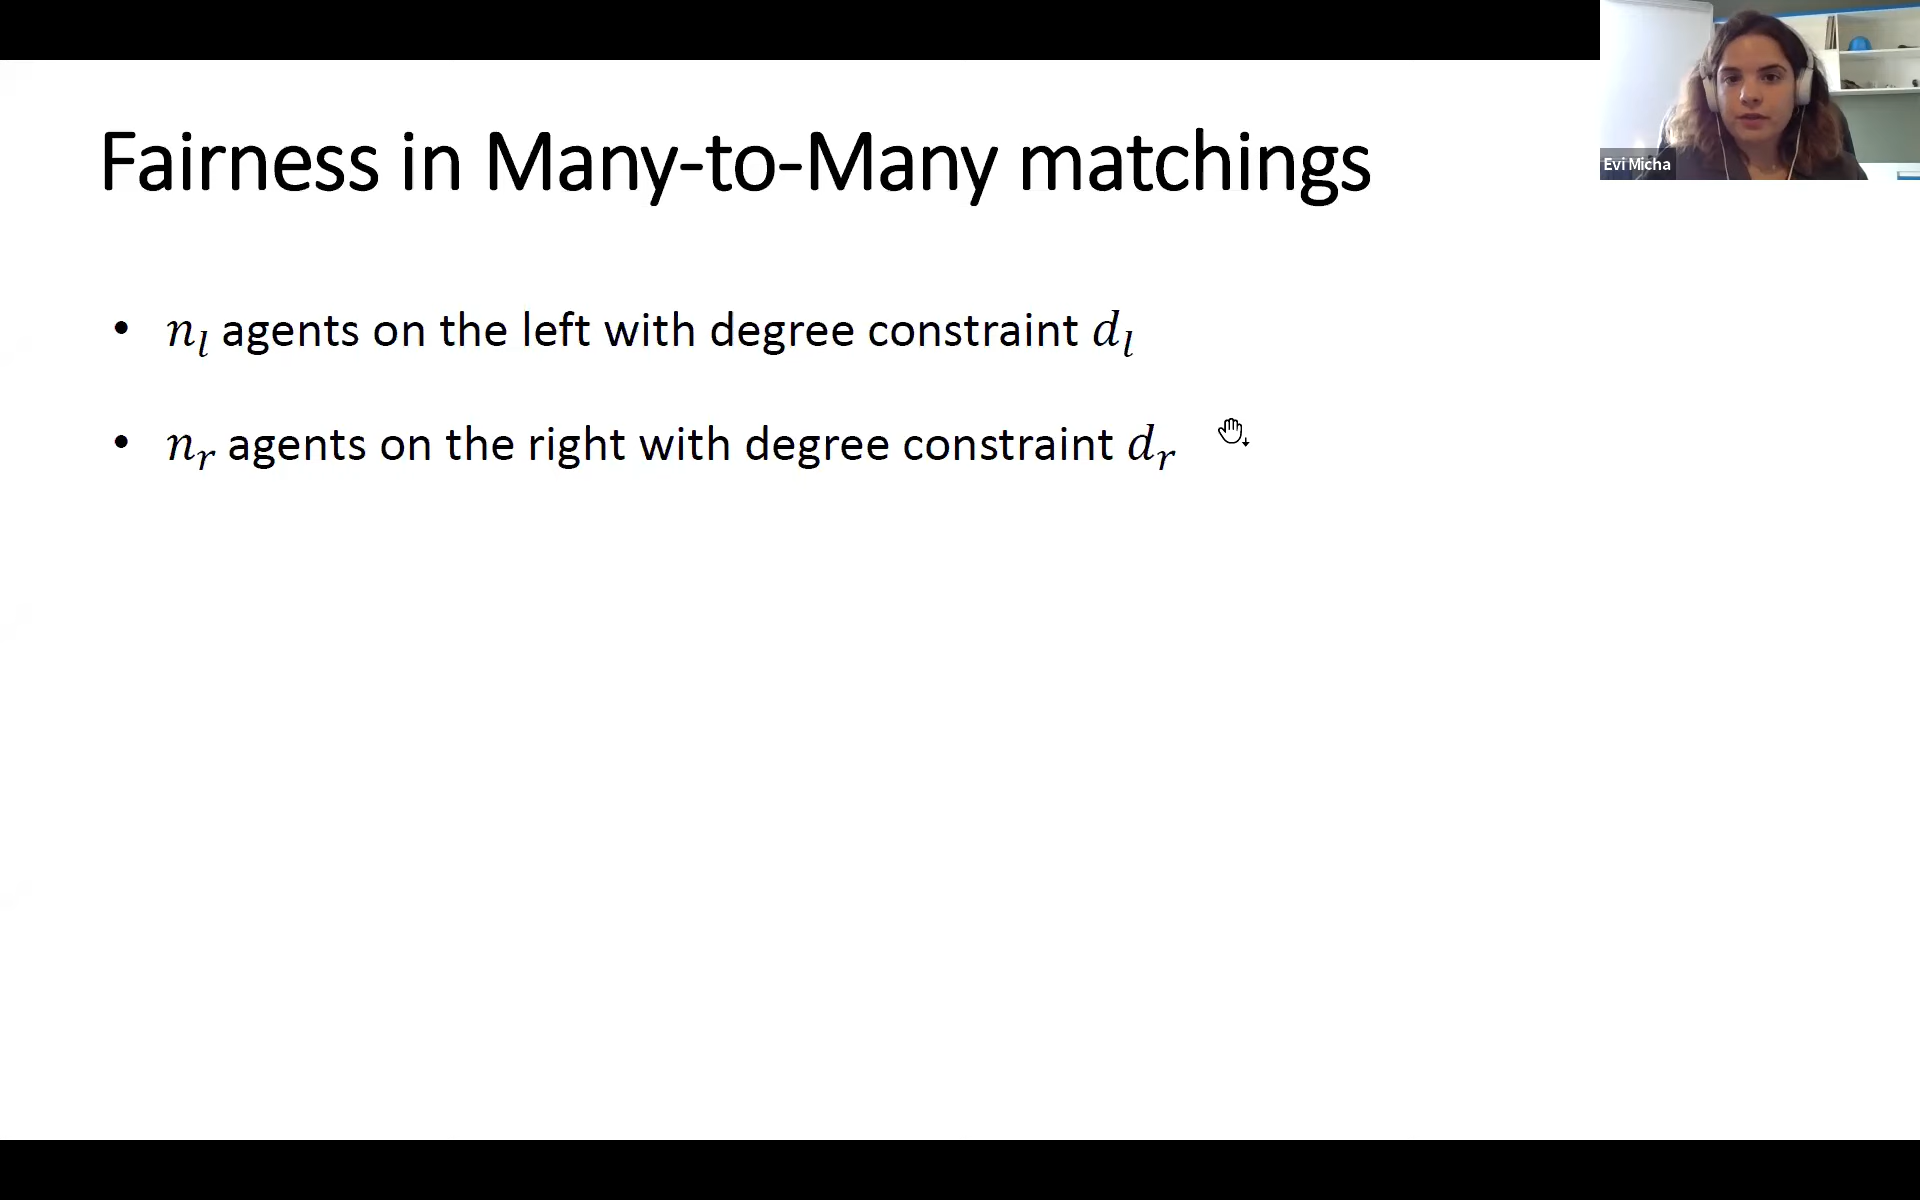 Fairness in Many-to-Many matchings
Evi Micha
• n_l agents on the left with degree constraint d_l
• n_r agents on the right with degree constraint d_r